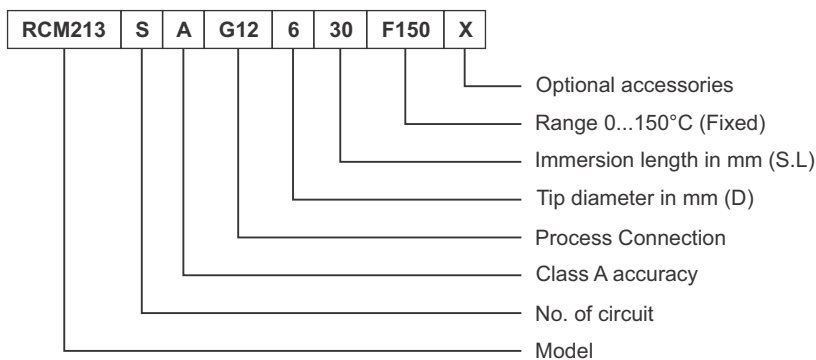 RCM213 S A G12 6 30 F150 X
Optional accessories
Range 0...150°C (Fixed)
Immersion length in mm (S.L)
Tip diameter in mm (D)
Process Connection
Class A accuracy
No. of circuit
Model